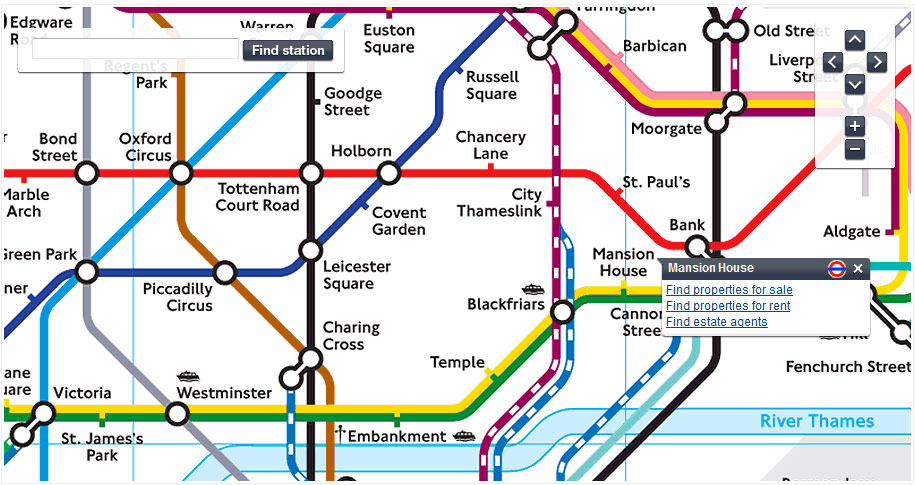 Edgware
Road
Find station
Warren
Euston
Square
Farringdon
Barbican
Old Street
Liverpool
Street
Regent's
Park
Goodge
Street
Russell
Square
Moorgate
Bond
Street
Oxford
Circus
Holborn
Chancery
Lane
Marble
Arch
Tottenham
Court Road
City
Thameslink
St. Paul's
Covent
Garden
Bank
Aldgate
Green Park
Piccadilly
Circus
Leicester
Square
Mansion
House
Mansion House
Find properties for sale
Find properties for rent
Find estate agents
ner
Blackfriars
Cannon
Street
Hill
Charing
Cross
Temple
Fenchurch Street
ane
uare
Victoria
Westminster
St. James's
Park
Embankment
River Thames